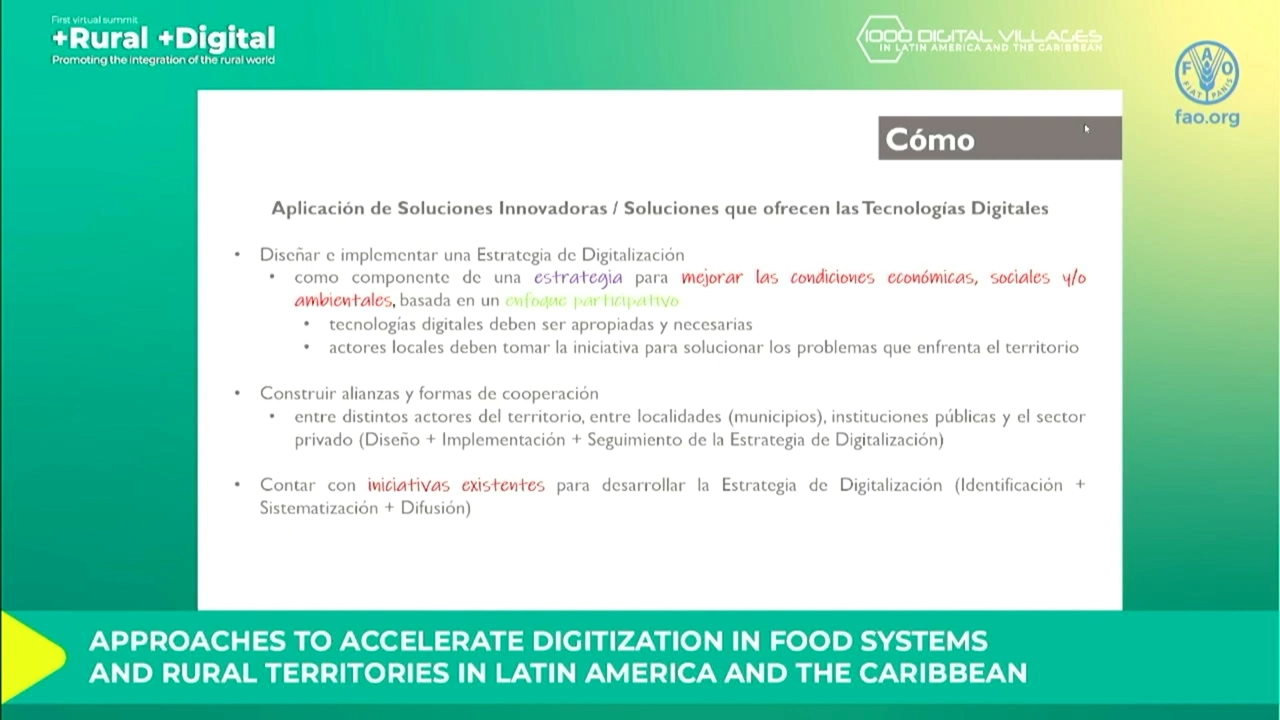 First virtual summit
+Rural +Digital
Promoting the integration of the rural world
1000 DIGITAL VILLAGES
IN LATIN AMERICA AND THE CARIBBEAN
F A O
FIAT PANIS
fao.org
Cómo
Aplicación de Soluciones Innovadoras / Soluciones que ofrecen las Tecnologías Digitales
• Diseñar e implementar una Estrategia de Digitalización
• como componente de una estrategia para mejorar las condiciones económicas, sociales y/o
ambientales, basada en un enfoque participativo
• tecnologías digitales deben ser apropiadas y necesarias
• actores locales deben tomar la iniciativa para solucionar los problemas que enfrenta el territorio
• Construir alianzas y formas de cooperación
• entre distintos actores del territorio, entre localidades (municipios), instituciones públicas y el sector
privado (Diseño + Implementación + Seguimiento de la Estrategia de Digitalización)
• Contar con iniciativas existentes para desarrollar la Estrategia de Digitalización (Identificación +
Sistematización + Difusión)
APPROACHES TO ACCELERATE DIGITIZATION IN FOOD SYSTEMS
AND RURAL TERRITORIES IN LATIN AMERICA AND THE CARIBBEAN